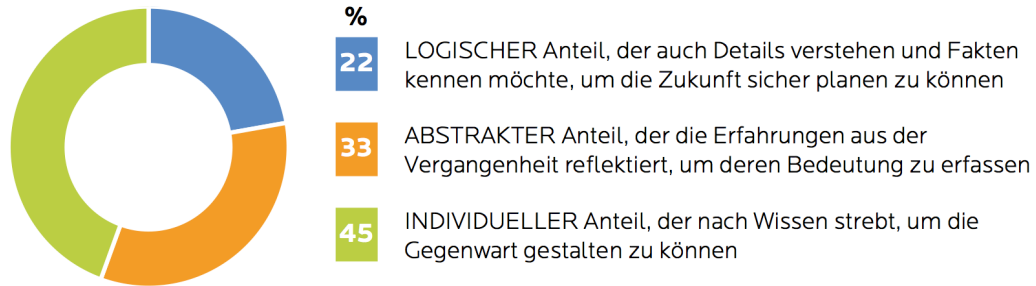 %
22
LOGISCHER Anteil, der auch Details verstehen und Fakten
kennen möchte, um die Zukunft sicher planen zu können
33
ABSTRAKTER Anteil, der die Erfahrungen aus der
Vergangenheit reflektiert, um deren Bedeutung zu erfassen
45
INDIVIDUELLER Anteil, der nach Wissen strebt, um die
Gegenwart gestalten zu können